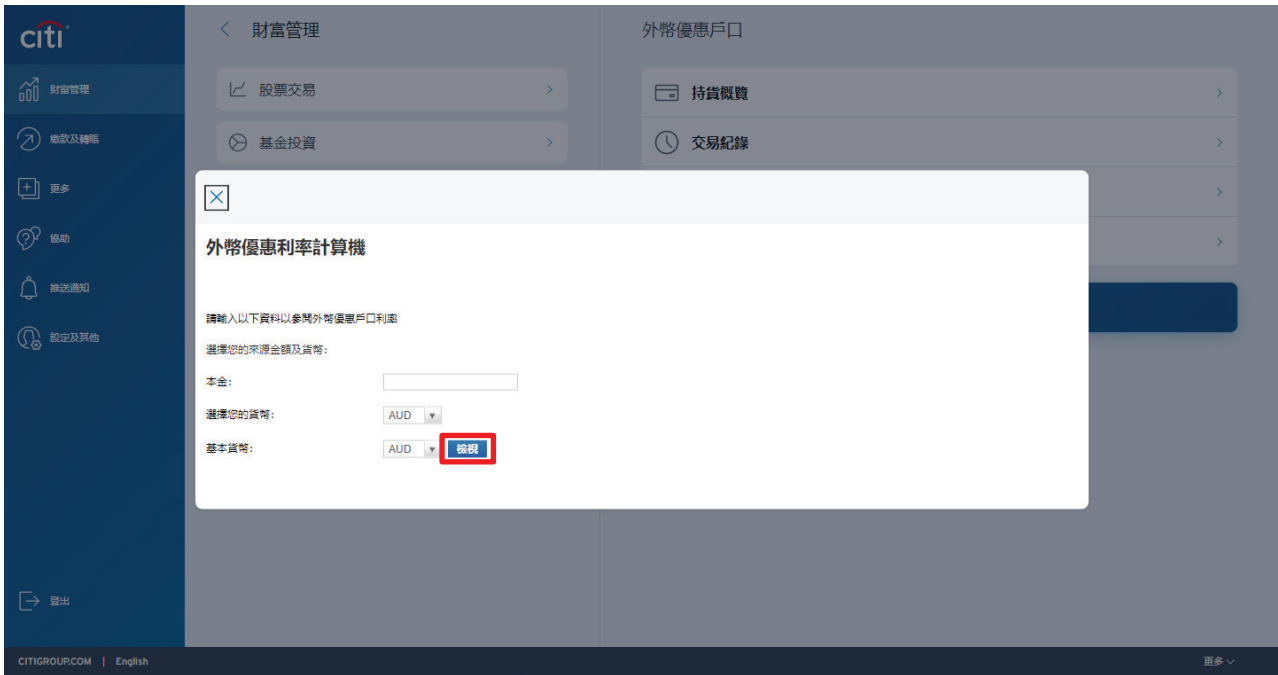 citi
財富管理
繳款及轉賬
更多
協助
推送通知
設定及其他
登出
財富管理
股票交易
基金投資
外幣優惠戶口
持貨概覽
交易紀錄
外幣優惠利率計算機
請輸入以下資料以參閱外幣優惠戶口利率
選擇您的來源金額及貨幣:
本金:
選擇您的貨幣: AUD
基本貨幣: AUD 檢視
CITIGROUP.COM | English
更多